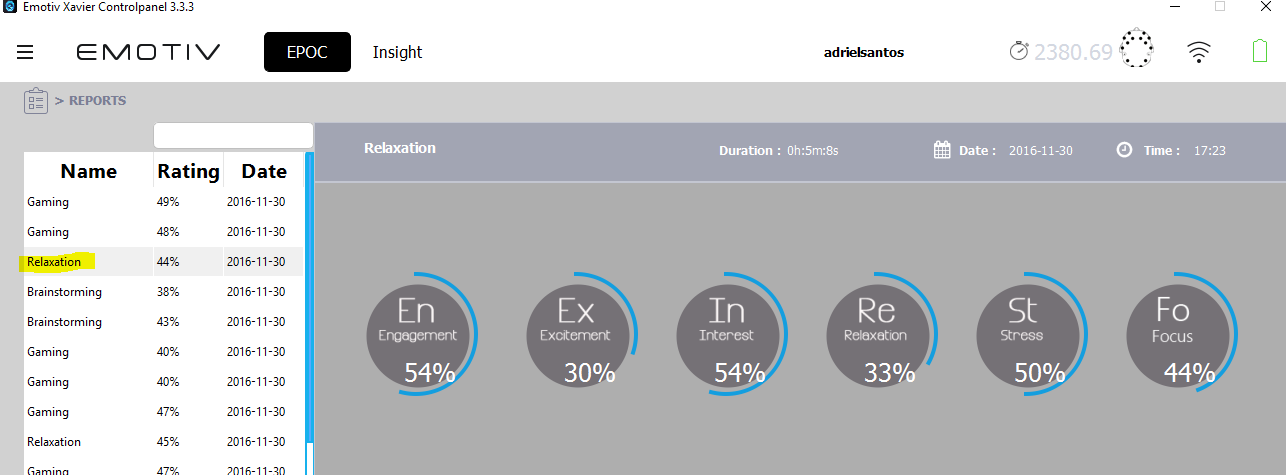 Emotiv Xavier Controlpanel 3.3.3
EMOTIV EPOC Insight adrielsantos 2380.69
> REPORTS
Relaxation Duration : 0h:5m:8s Date : 2016-11-30 Time : 17:23
Name Rating Date
Gaming 49% 2016-11-30
Gaming 48% 2016-11-30
Relaxation 44% 2016-11-30
Brainstorming 38% 2016-11-30
Brainstorming 43% 2016-11-30
Gaming 40% 2016-11-30
Gaming 40% 2016-11-30
Gaming 47% 2016-11-30
Relaxation 45% 2016-11-30
Gaming 47% 2016-11-30
En Ex In Re St Fo
Engagement Excitement Interest Relaxation Stress Focus
54% 30% 54% 33% 50% 44%